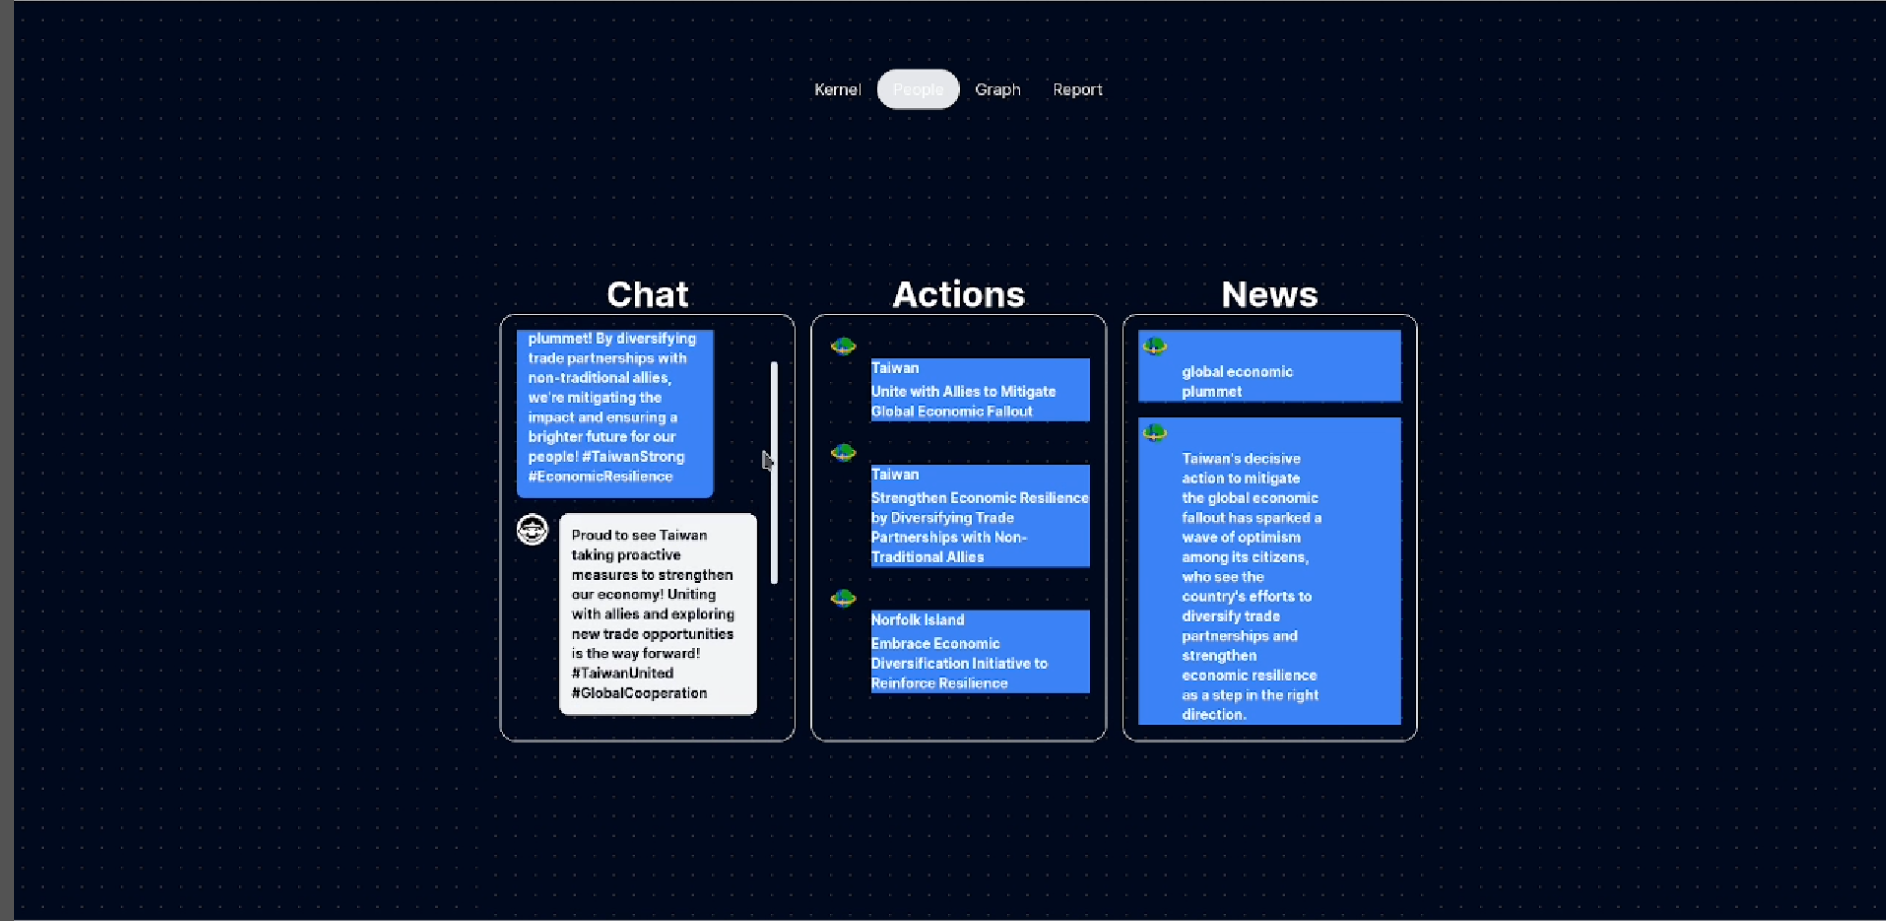 Kernel
People
Graph
Report
Chat
plummet! By diversifying
trade partnerships with
non-traditional allies,
we're mitigating the
impact and ensuring a
brighter future for our
people! #TaiwanStrong
#EconomicResilience
Proud to see Taiwan
taking proactive
measures to strengthen
our economy! Uniting
with allies and exploring
new trade opportunities
is the way forward!
#TaiwanUnited
#GlobalCooperation
Actions
Taiwan
Unite with Allies to Mitigate
Global Economic Fallout
Taiwan
Strengthen Economic Resilience
by Diversifying Trade
Partnerships with Non-
Traditional Allies
Norfolk Island
Embrace Economic
Diversification Initiative to
Reinforce Resilience
News
global economic
plummet
Taiwan's decisive
action to mitigate
the global economic
fallout has sparked a
wave of optimism
among its citizens,
who see the
country's efforts to
diversify trade
partnerships and
strengthen
economic resilience
as a step in the right
direction.